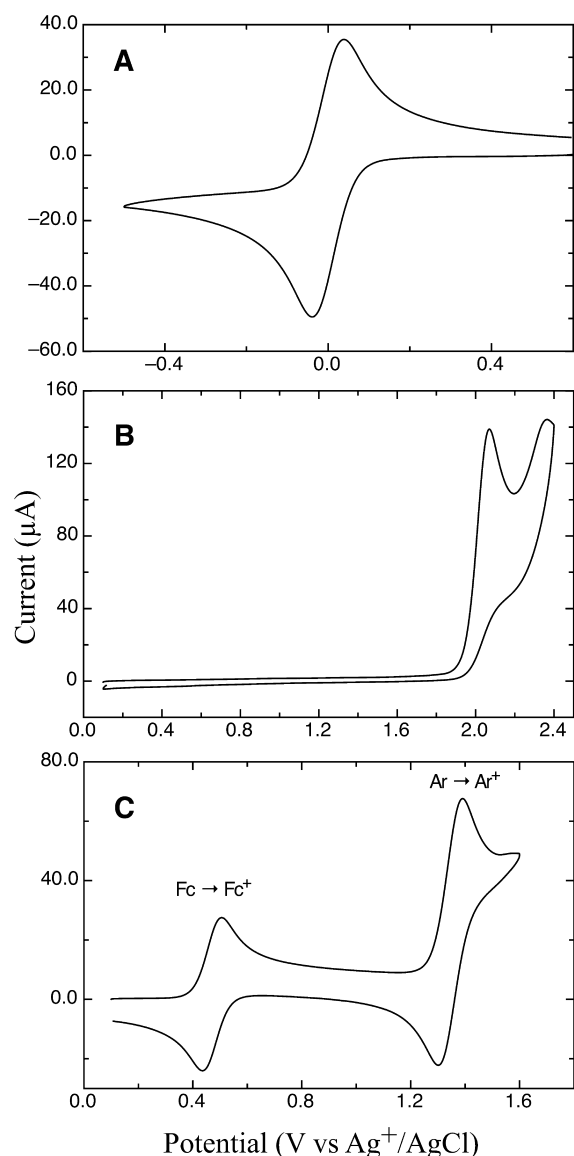 40.0
A
20.0
0.0
−20.0
−40.0
−60.0
−0.4 0.0 0.4
160
B
120
80
40
0
0.0 0.4 0.8 1.2 1.6 2.0 2.4
Current (µA)
80.0
Ar → Ar+
C
40.0
Fc → Fc+
0.0
0.0 0.4 0.8 1.2 1.6
Potential (V vs Ag+/AgCl)